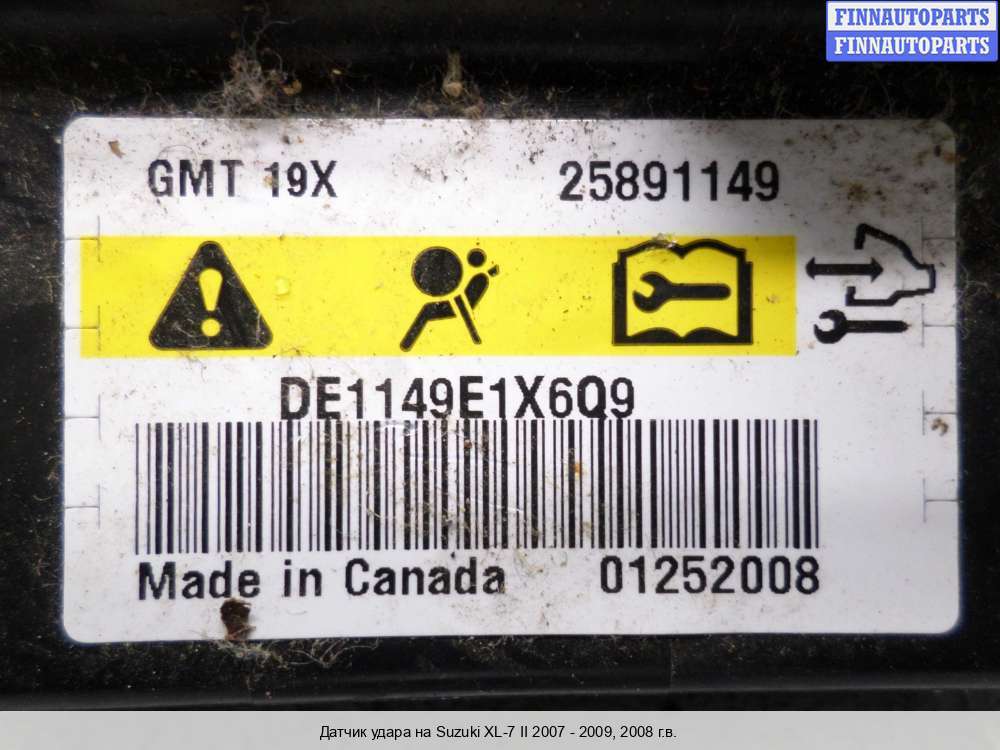 FINNAUTOPARTS
FINNAUTOPARTS
GMT 19X 25891149
DE1149E1X6Q9
Made in Canada 01252008
Датчик удара на Suzuki XL-7 II 2007 - 2009, 2008 г.в.